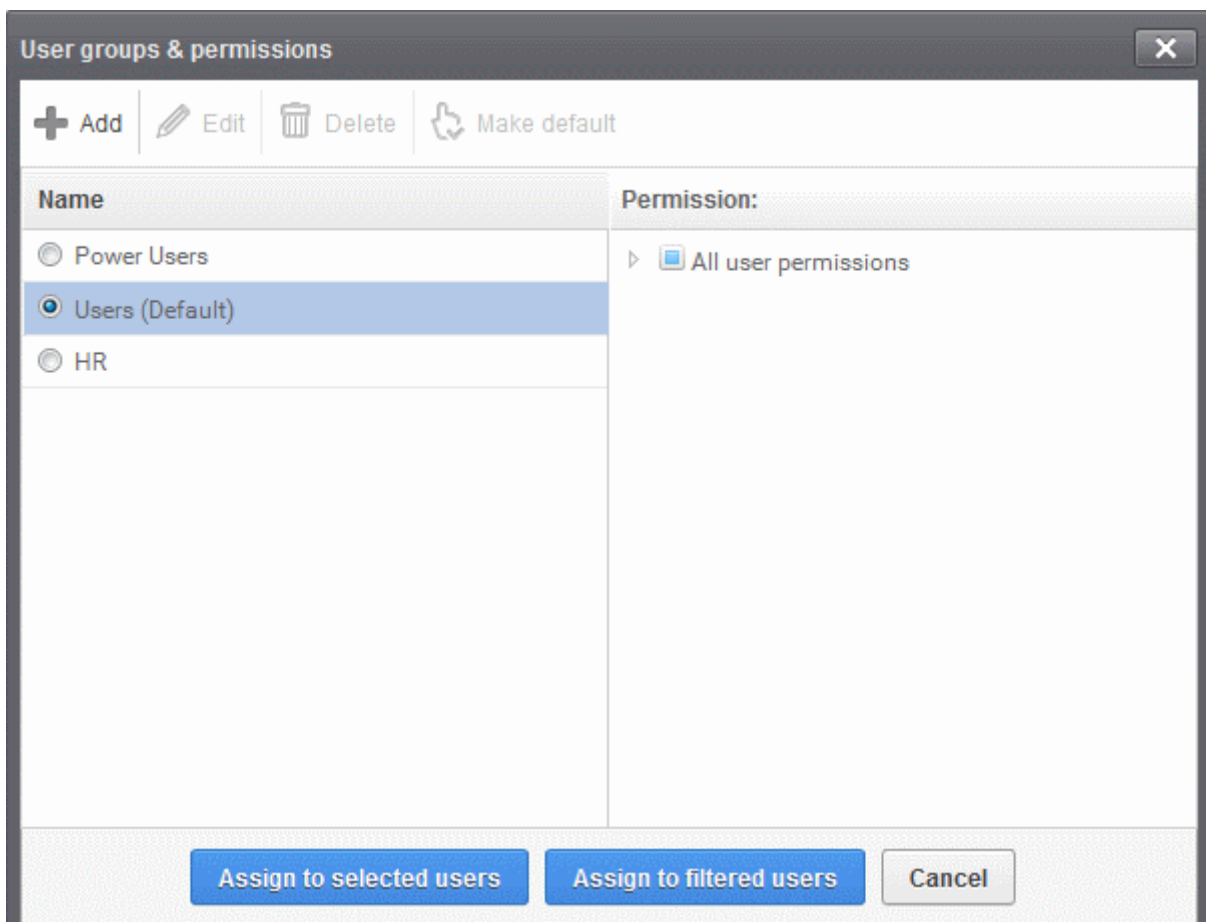 User groups & permissions
Add Edit Delete Make default
Name Permission:
Power Users All user permissions
Users (Default)
HR
Assign to selected users Assign to filtered users Cancel